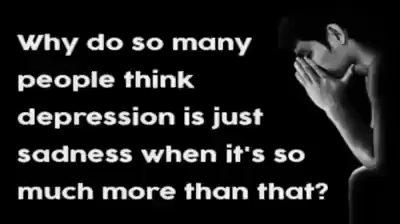 Why do so many
people think
depression is just
sadness when it's so
much more than that?